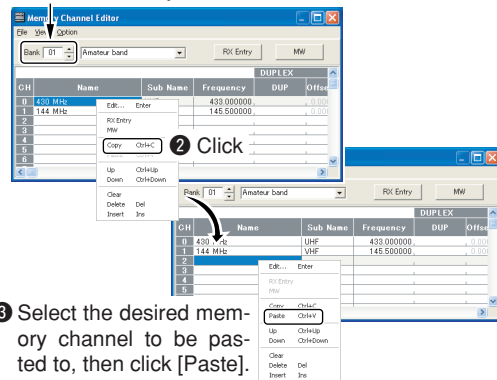 Memory Channel Editor
File View Option
Bank 01 Amateur band RX Entry MW
DUPLEX
CH Name Sub Name Frequency DUP Offse
0 430 MHz 433.000000
1 144 MHz 145.500000
2
3
4
5
6
Edit... Enter
RX Entry
MW
Copy Ctrl+C
Up Ctrl+Up
Down Ctrl+Down
Clear
Delete Del
Insert Ins
❷ Click
Bank 01 Amateur band RX Entry MW
DUPLEX
CH Name Sub Name Frequency DUP Offse
0 430 MHz UHF 433.000000
1 144 MHz VHF 145.500000
2
3
4
5
Edit... Enter
RX Entry
MW
Copy Ctrl+C
Paste Ctrl+V
Up Ctrl+Up
Down Ctrl+Down
Clear
Delete Del
Insert Ins
❸ Select the desired mem-
ory channel to be pas-
ted to, then click [Paste].